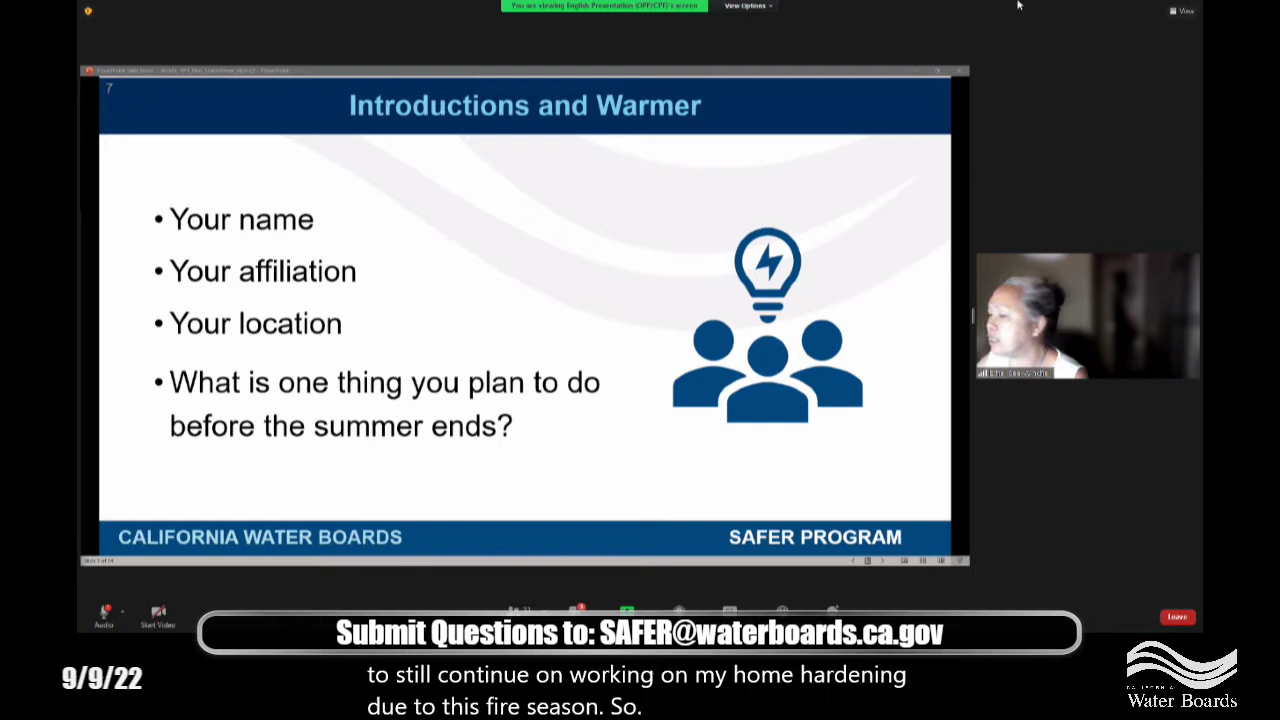 You are viewing English Presentation (OPP/CPE)'s screen
View Options
View
7
Introductions and Warmer
• Your name
• Your affiliation
• Your location
• What is one thing you plan to do
before the summer ends?
CALIFORNIA WATER BOARDS
SAFER PROGRAM
Audio
Start Video
Leave
Submit Questions to: SAFER@waterboards.ca.gov
9/9/22
to still continue on working on my home hardening
due to this fire season. So.
CALIFORNIA
Water Boards